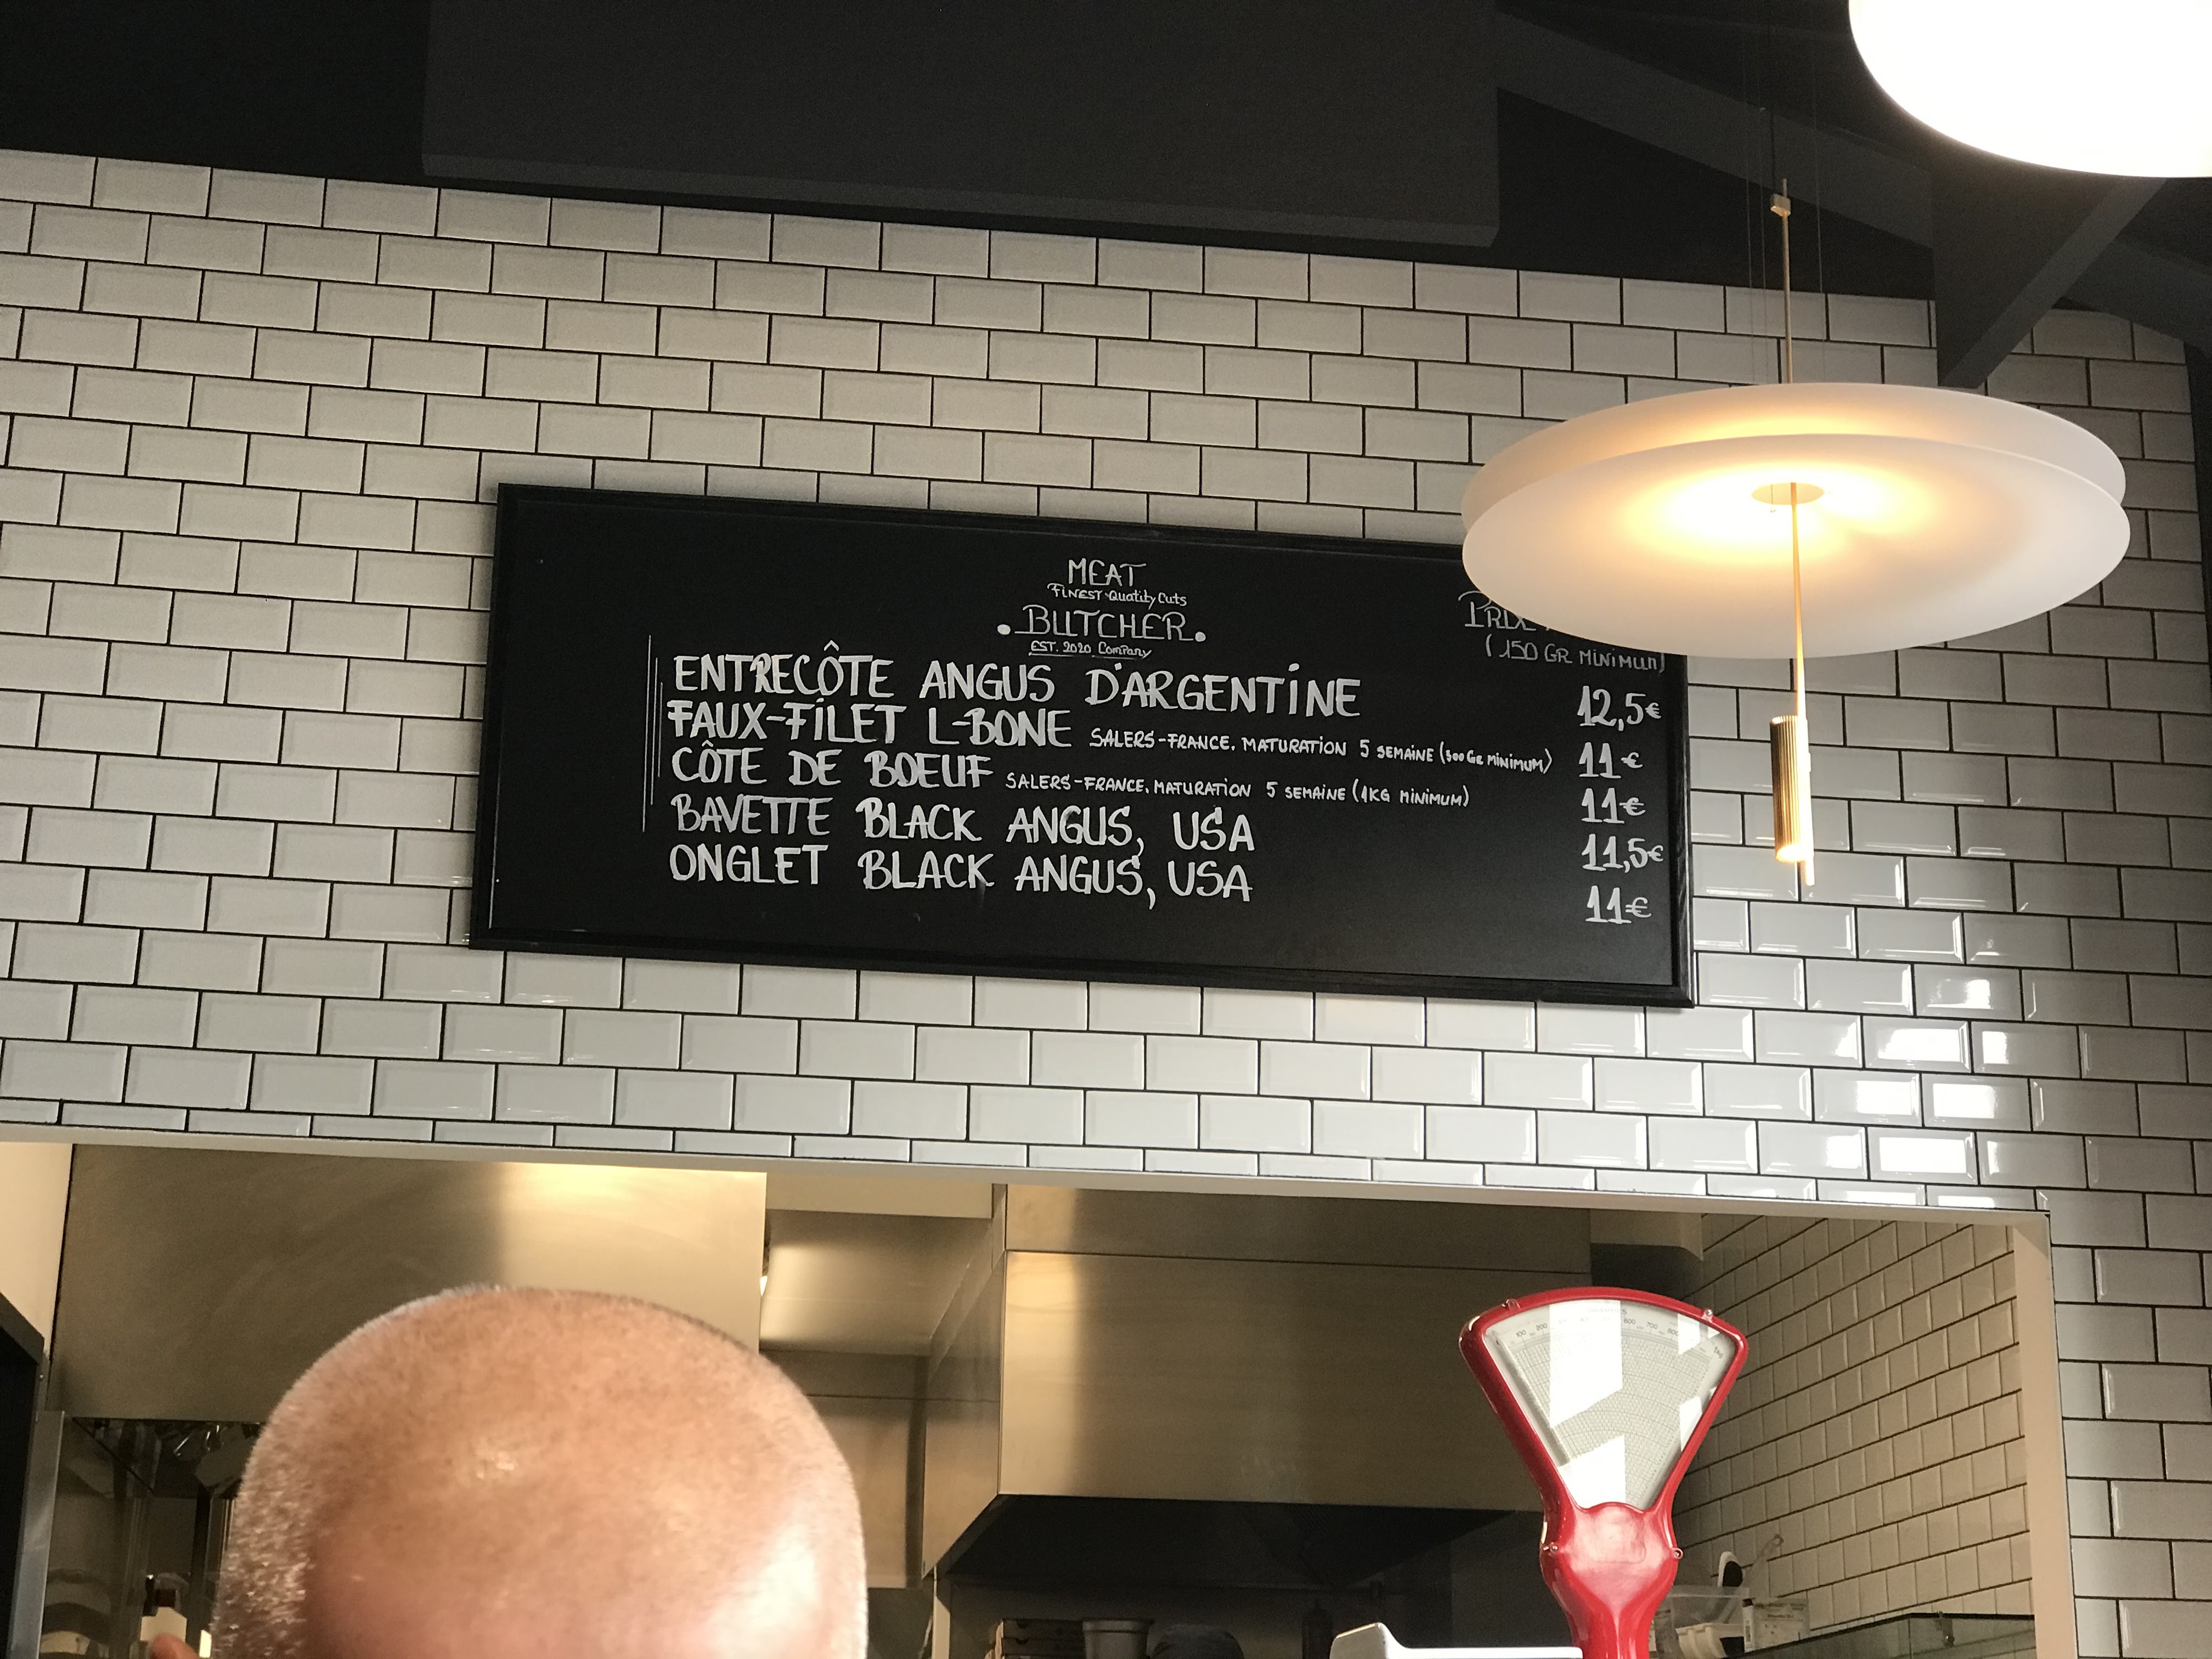 MEAT
FINEST Quality Cuts
BUTCHER
EST. 2020 Company
PRIX
(150 GR MINIMUM)
ENTRECÔTE ANGUS D'ARGENTINE 12,5€
FAUX-FILET L-BONE SALERS-FRANCE. MATURATION 5 SEMAINE (500 Gr MINIMUM) 11€
CÔTE DE BOEUF SALERS-FRANCE. MATURATION 5 SEMAINE (1KG MINIMUM) 11€
BAVETTE BLACK ANGUS, USA 11,5€
ONGLET BLACK ANGUS, USA 11€